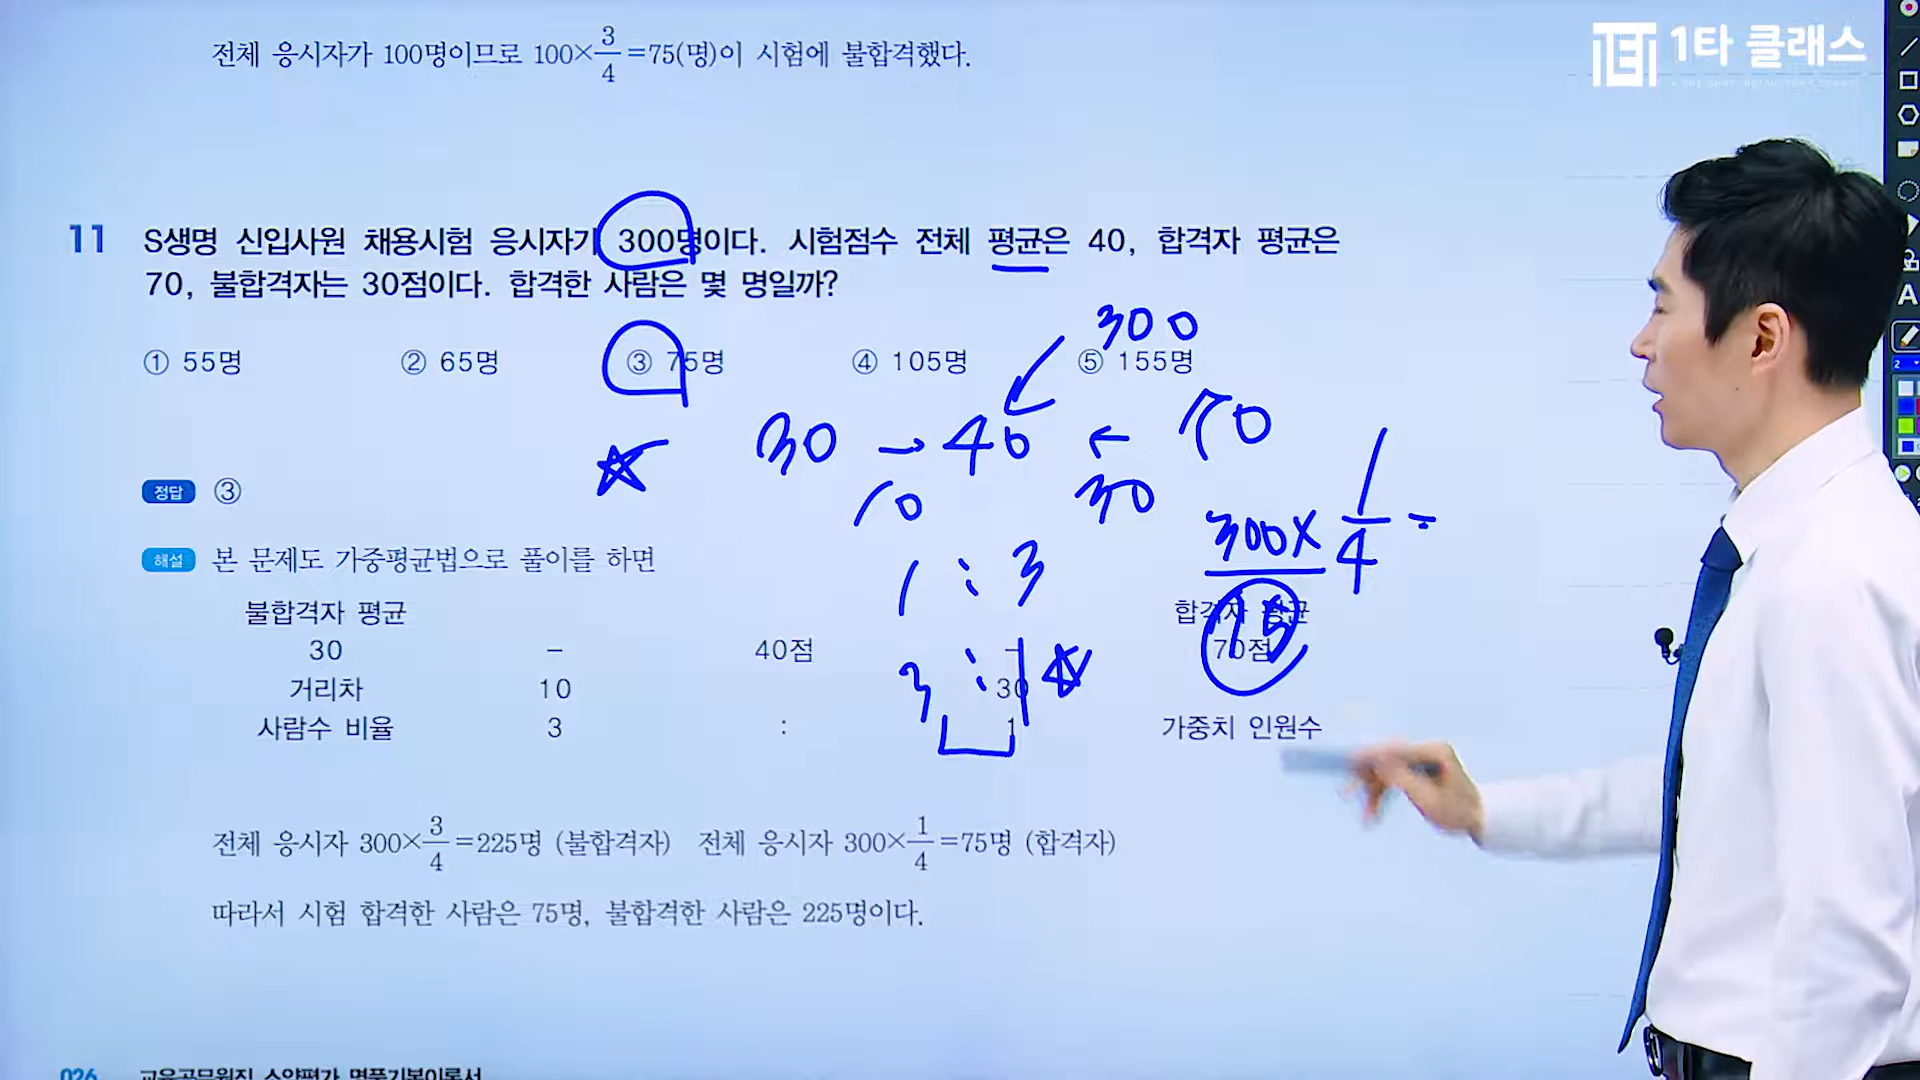 전체 응시자가 100명이므로 100×3/4=75(명)이 시험에 불합격했다.
1타 클래스
11 S생명 신입사원 채용시험 응시자가 300명이다. 시험점수 전체 평균은 40, 합격자 평균은
70, 불합격자는 30점이다. 합격한 사람은 몇 명일까?
300
① 55명 ② 65명 ③ 75명 ④ 105명 ⑤ 155명
30 → 40 ← 70
10 30
정답 ③
300×1/4=
75
해설 본 문제도 가중평균법으로 풀이를 하면
1 : 3
불합격자 평균 합격자 평균
30 - 40점 - 70점
3 : 1
거리차 10 30
사람수 비율 3 : 1 가중치 인원수
전체 응시자 300×3/4=225명 (불합격자) 전체 응시자 300×1/4=75명 (합격자)
따라서 시험 합격한 사람은 75명, 불합격한 사람은 225명이다.
026